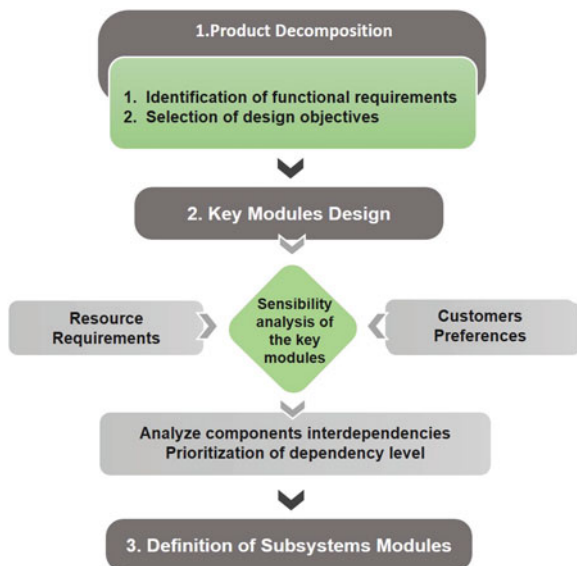 1.Product Decomposition
1. Identification of functional requirements
2. Selection of design objectives
2. Key Modules Design
Resource
Requirements
Sensibility
analysis of
the key
modules
Customers
Preferences
Analyze components interdependencies
Prioritization of dependency level
3. Definition of Subsystems Modules